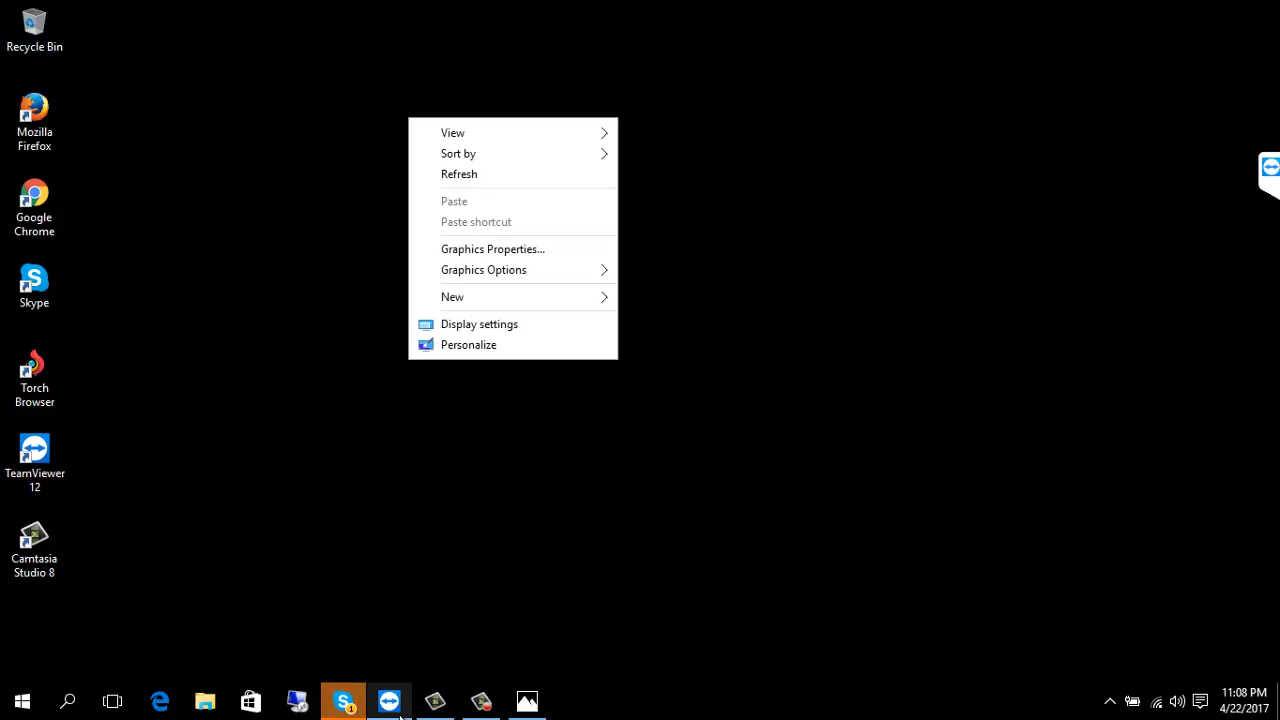 Recycle Bin
Mozilla
Firefox
Google
Chrome
Skype
Torch
Browser
TeamViewer
12
Camtasia
Studio 8
View
Sort by
Refresh
Paste
Paste shortcut
Graphics Properties...
Graphics Options
New
Display settings
Personalize
1
11:08 PM
4/22/2017